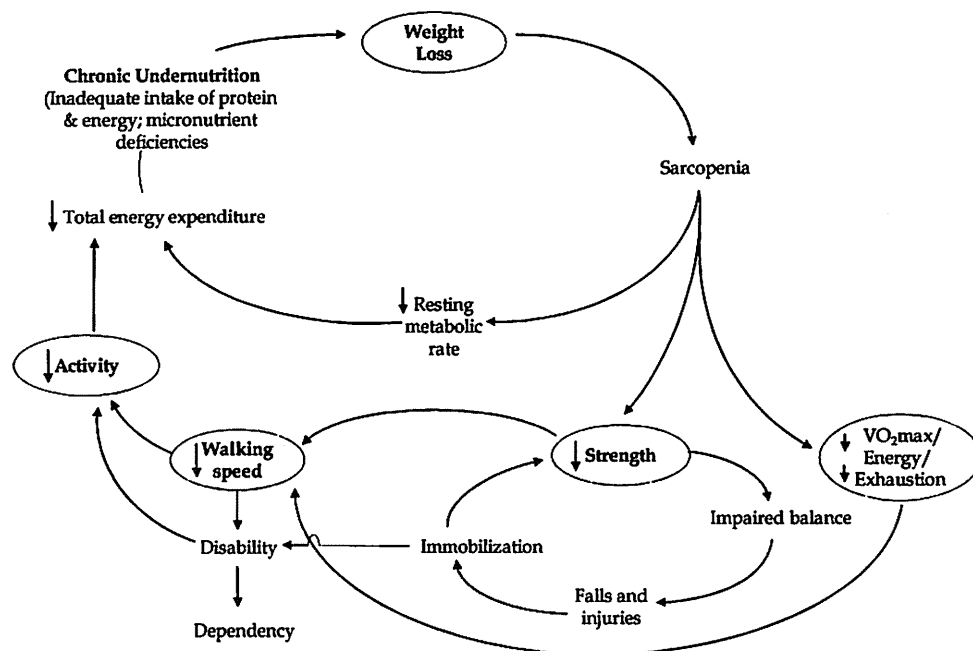 Weight
Loss
Chronic Undernutrition
(Inadequate intake of protein
& energy; micronutrient
deficiencies
Sarcopenia
↓ Total energy expenditure
↓ Resting
metabolic
rate
↓ Activity
↓ Walking
speed
↓ Strength
↓ VO₂max/
Energy/
↓ Exhaustion
Impaired balance
Disability
Immobilization
Falls and
injuries
Dependency